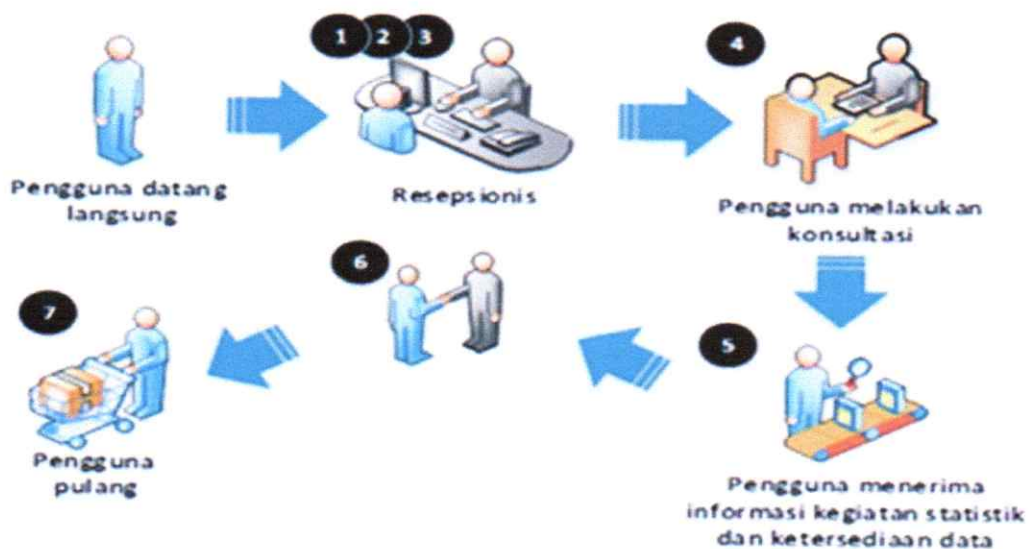 1 2 3
4
Pengguna datang
langsung
Resepsionis
Pengguna melakukan
konsultasi
6
7
5
Pengguna
pulang
Pengguna menerima
informasi kegiatan statistik
dan ketersediaan data